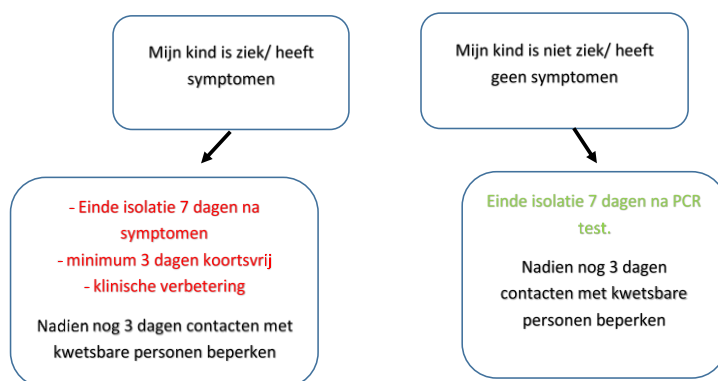 Mijn kind is ziek/ heeft
symptomen
Mijn kind is niet ziek/ heeft
geen symptomen
- Einde isolatie 7 dagen na
symptomen
- minimum 3 dagen koortsvrij
- klinische verbetering
Nadien nog 3 dagen contacten met
kwetsbare personen beperken
Einde isolatie 7 dagen na PCR
test.
Nadien nog 3 dagen
contacten met kwetsbare
personen beperken